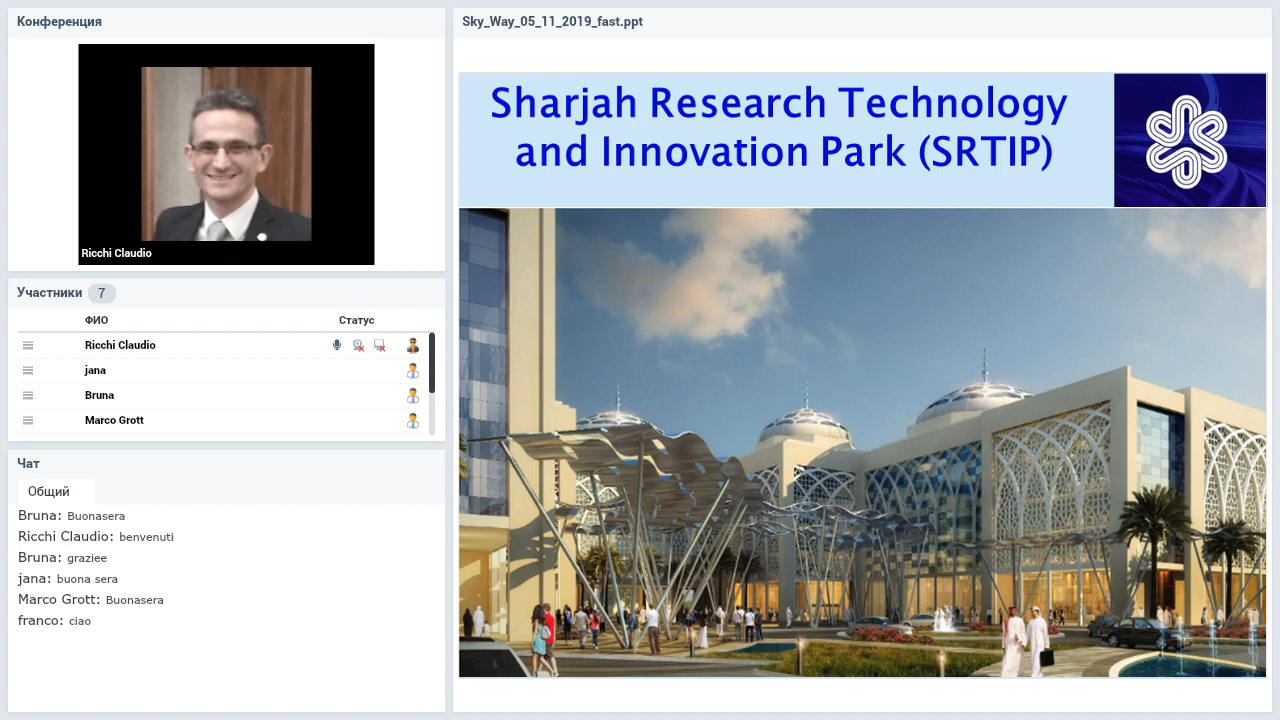 Конференция
Ricchi Claudio
Участники 7
ФИО Статус
Ricchi Claudio
jana
Bruna
Marco Grott
Чат
Общий
Bruna: Buonasera
Ricchi Claudio: benvenuti
Bruna: graziee
jana: buona sera
Marco Grott: Buonasera
franco: ciao
Sky_Way_05_11_2019_fast.ppt
Sharjah Research Technology
and Innovation Park (SRTIP)